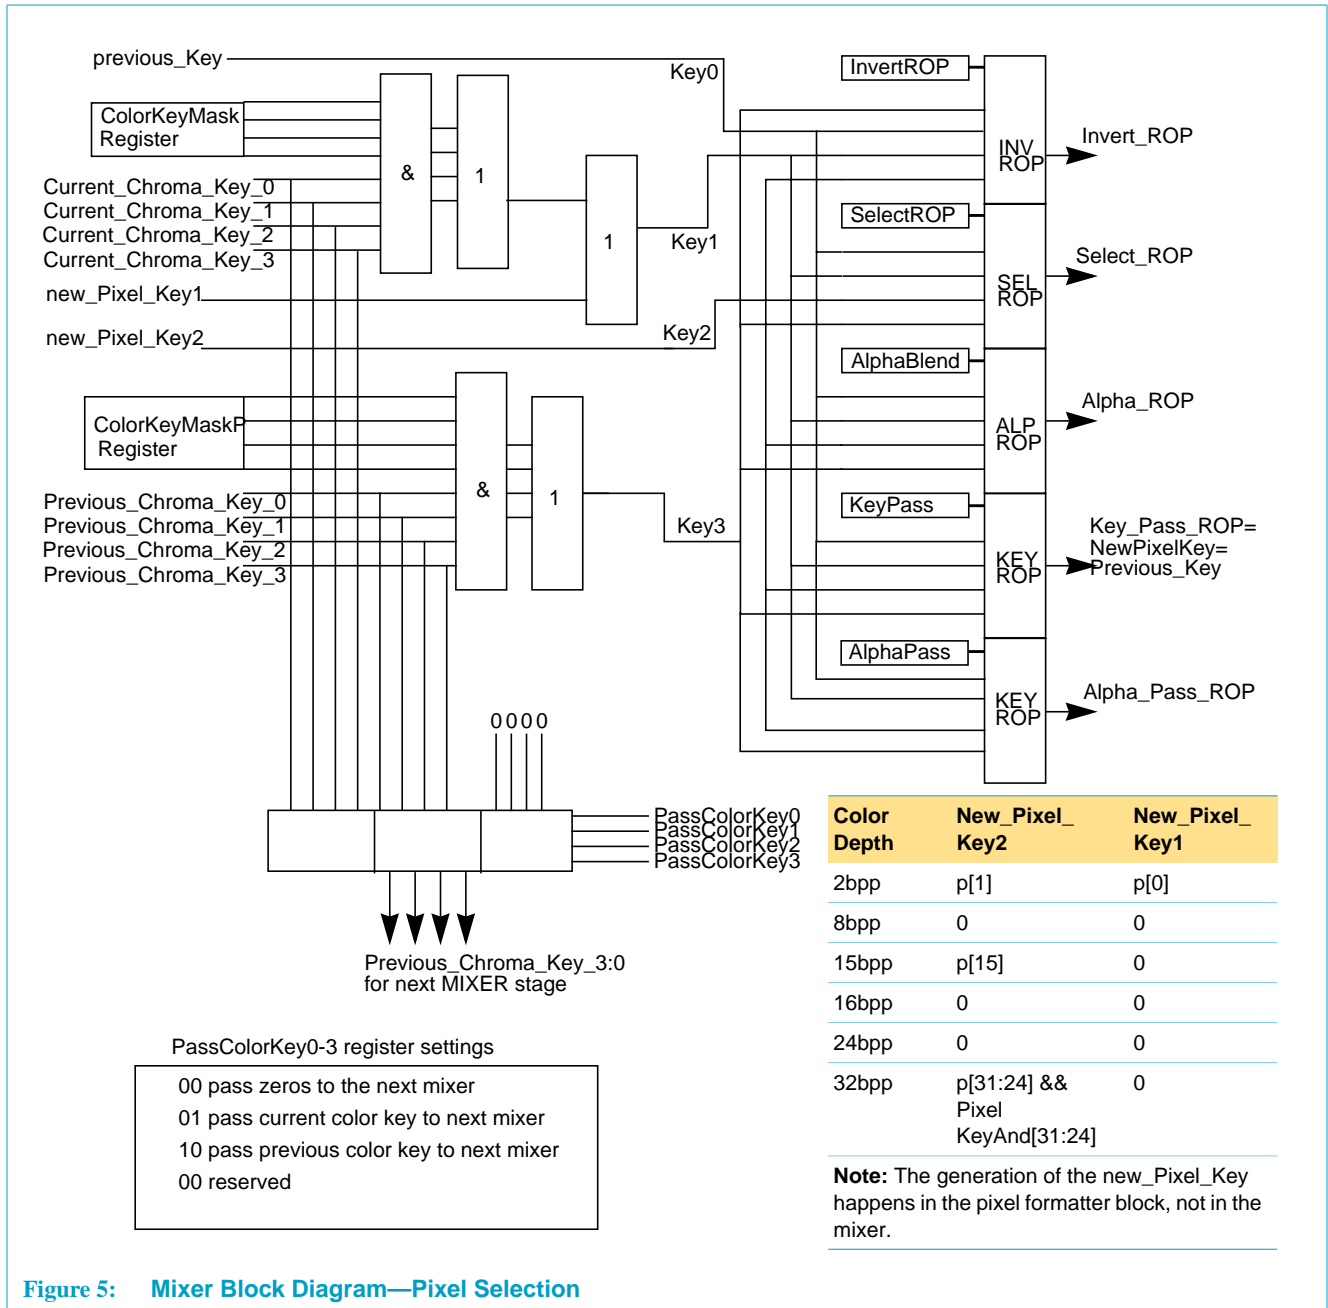 previous_Key
Key0
InvertROP
ColorKeyMask
Register
INV
ROP
Invert_ROP
&
1
Current_Chroma_Key_0
Current_Chroma_Key_1
Current_Chroma_Key_2
Current_Chroma_Key_3
SelectROP
1
Key1
Select_ROP
SEL
ROP
new_Pixel_Key1
new_Pixel_Key2
Key2
AlphaBlend
ColorKeyMaskP
Register
Alpha_ROP
ALP
ROP
&
1
Previous_Chroma_Key_0
Previous_Chroma_Key_1
Previous_Chroma_Key_2
Previous_Chroma_Key_3
KeyPass
Key3
Key_Pass_ROP=
NewPixelKey=
Previous_Key
KEY
ROP
AlphaPass
KEY
ROP
Alpha_Pass_ROP
0 0 0 0
PassColorKey0
PassColorKey1
PassColorKey2
PassColorKey3
Previous_Chroma_Key_3:0
for next MIXER stage
Color Depth New_Pixel_Key2 New_Pixel_Key1
2bpp p[1] p[0]
8bpp 0 0
15bpp p[15] 0
16bpp 0 0
24bpp 0 0
32bpp p[31:24] && Pixel KeyAnd[31:24] 0
Note: The generation of the new_Pixel_Key
happens in the pixel formatter block, not in the
mixer.
PassColorKey0-3 register settings
00 pass zeros to the next mixer
01 pass current color key to next mixer
10 pass previous color key to next mixer
00 reserved
Figure 5: Mixer Block Diagram—Pixel Selection